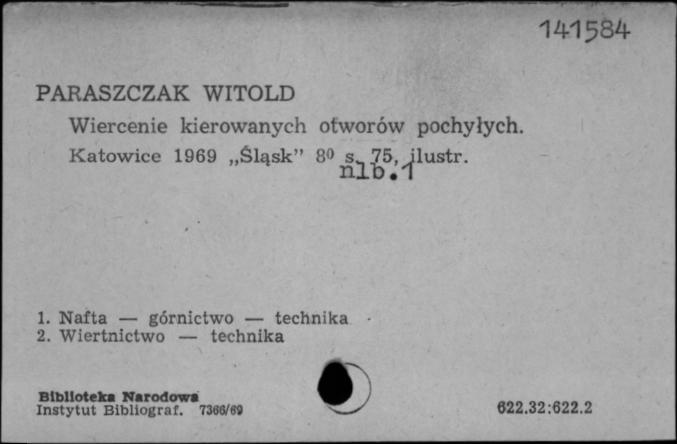 141584
PARASZCZAK WITOLD
Wiercenie kierowanych otworów pochyłych.
Katowice 1969 „Śląsk” 8⁰ s. 75, ilustr.
nlb.1
1. Nafta — górnictwo — technika
2. Wiertnictwo — technika
Biblioteka Narodowa
Instytut Bibliograf. 7366/69
622.32:622.2